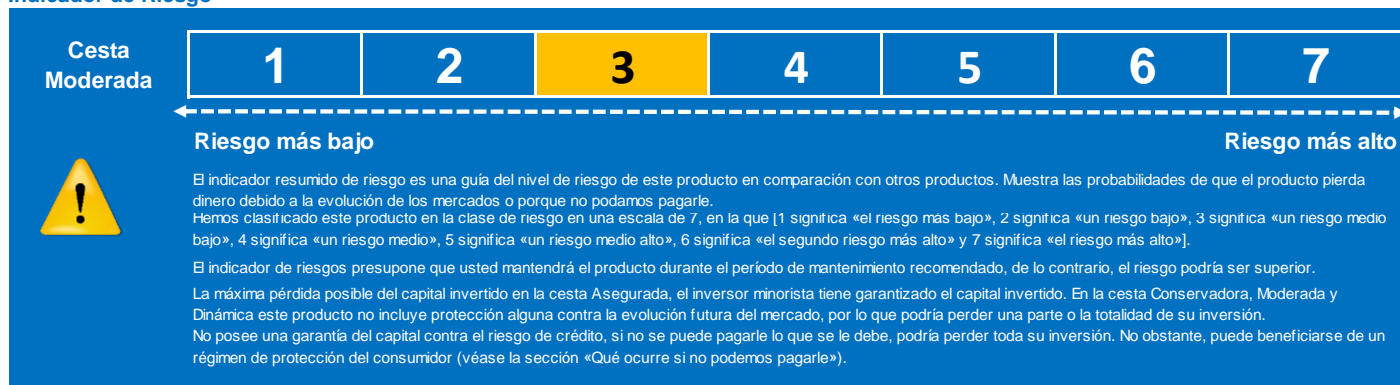 Indicador de Riesgo
Cesta
Moderada
1 2 3 4 5 6 7
Riesgo más bajo Riesgo más alto
El indicador resumido de riesgo es una guía del nivel de riesgo de este producto en comparación con otros productos. Muestra las probabilidades de que el producto pierda
dinero debido a la evolución de los mercados o porque no podamos pagarle.
Hemos clasificado este producto en la clase de riesgo en una escala de 7, en la que [1 significa «el riesgo más bajo», 2 significa «un riesgo bajo», 3 significa «un riesgo medio
bajo», 4 significa «un riesgo medio», 5 significa «un riesgo medio alto», 6 significa «el segundo riesgo más alto» y 7 significa «el riesgo más alto»].
El indicador de riesgos presupone que usted mantendrá el producto durante el período de mantenimiento recomendado, de lo contrario, el riesgo podría ser superior.
La máxima pérdida posible del capital invertido en la cesta Asegurada, el inversor minorista tiene garantizado el capital invertido. En la cesta Conservadora, Moderada y
Dinámica este producto no incluye protección alguna contra la evolución futura del mercado, por lo que podría perder una parte o la totalidad de su inversión.
No posee una garantía del capital contra el riesgo de crédito, si no se puede pagarle lo que se le debe, podría perder toda su inversión. No obstante, puede beneficiarse de un
régimen de protección del consumidor (véase la sección «Qué ocurre si no podemos pagarle»).